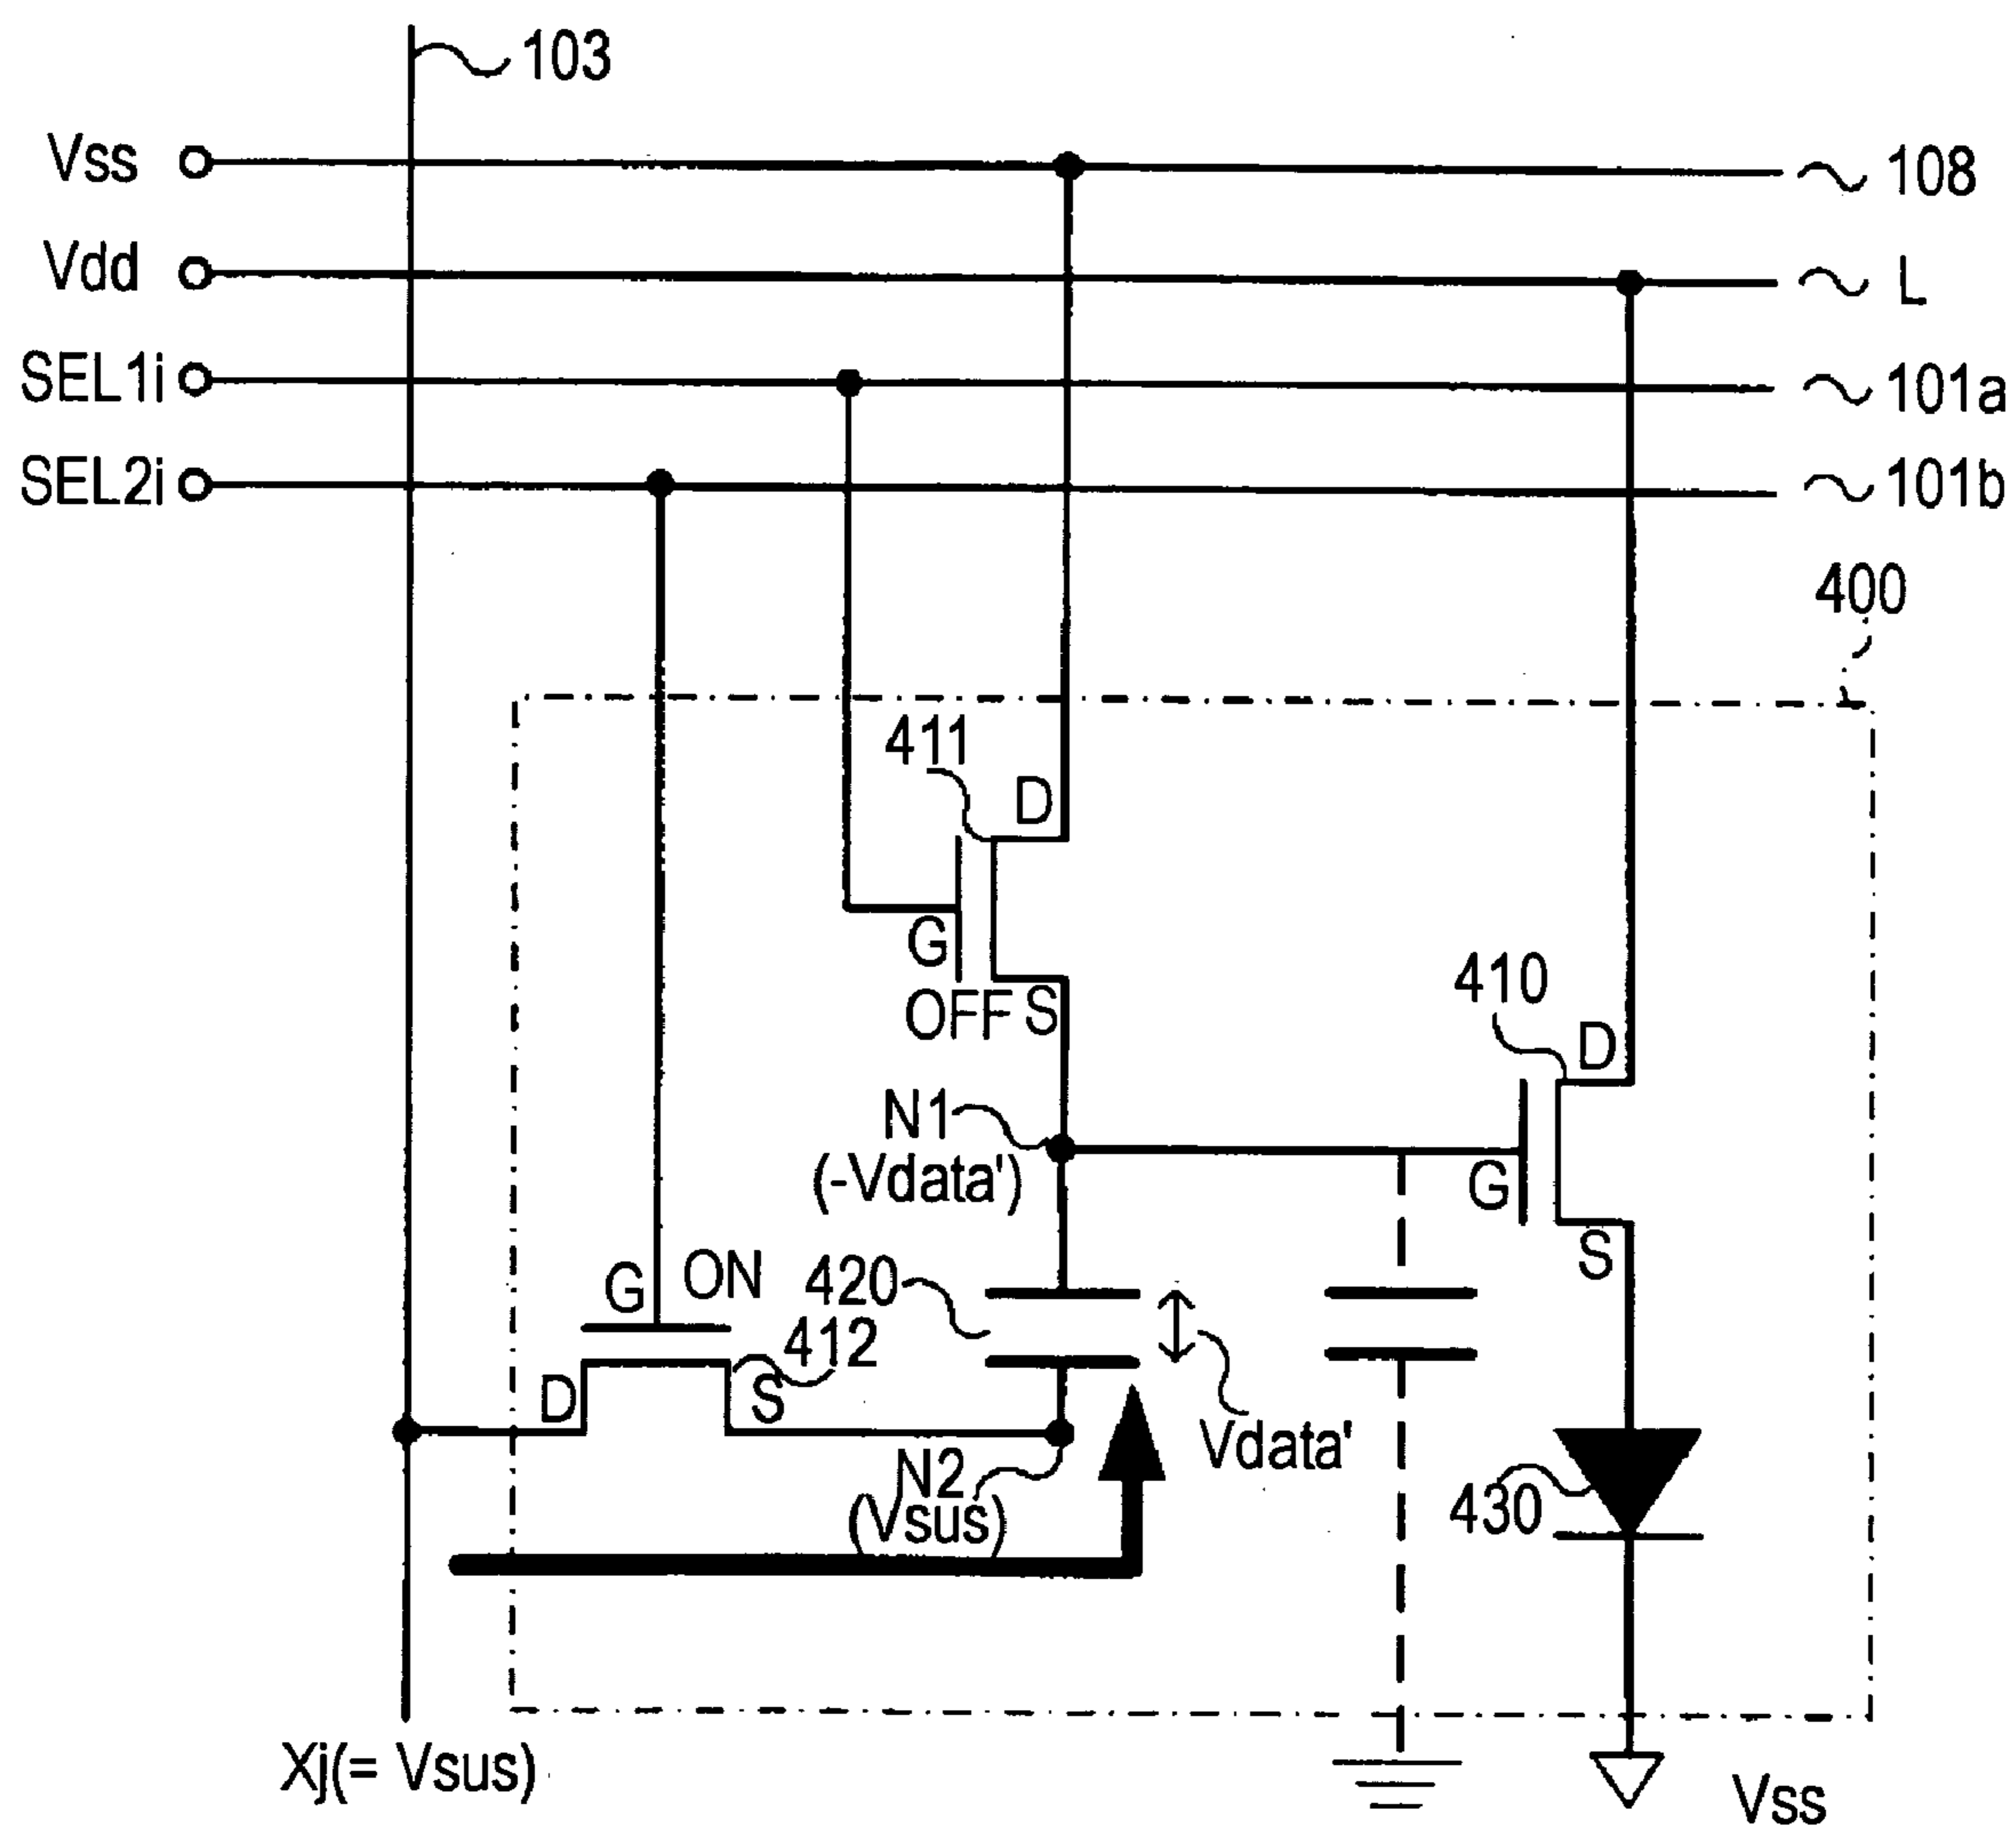 103
Vss 108
Vdd L
SEL1i 101a
SEL2i 101b
400
411
D
G
OFF S
410
D
N1
(-Vdata')
G
S
G ON 420
412
D S
Vdata'
N2
(Vsus)
430
Xj(= Vsus)
Vss